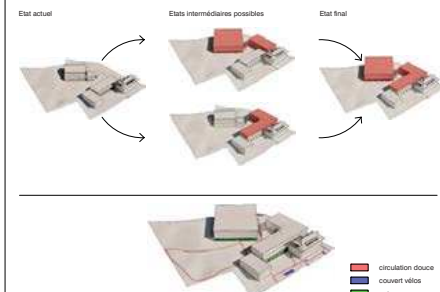 Etat actuel
Etats intermédiaires possibles
Etat final
circulation douce
couvert vélos